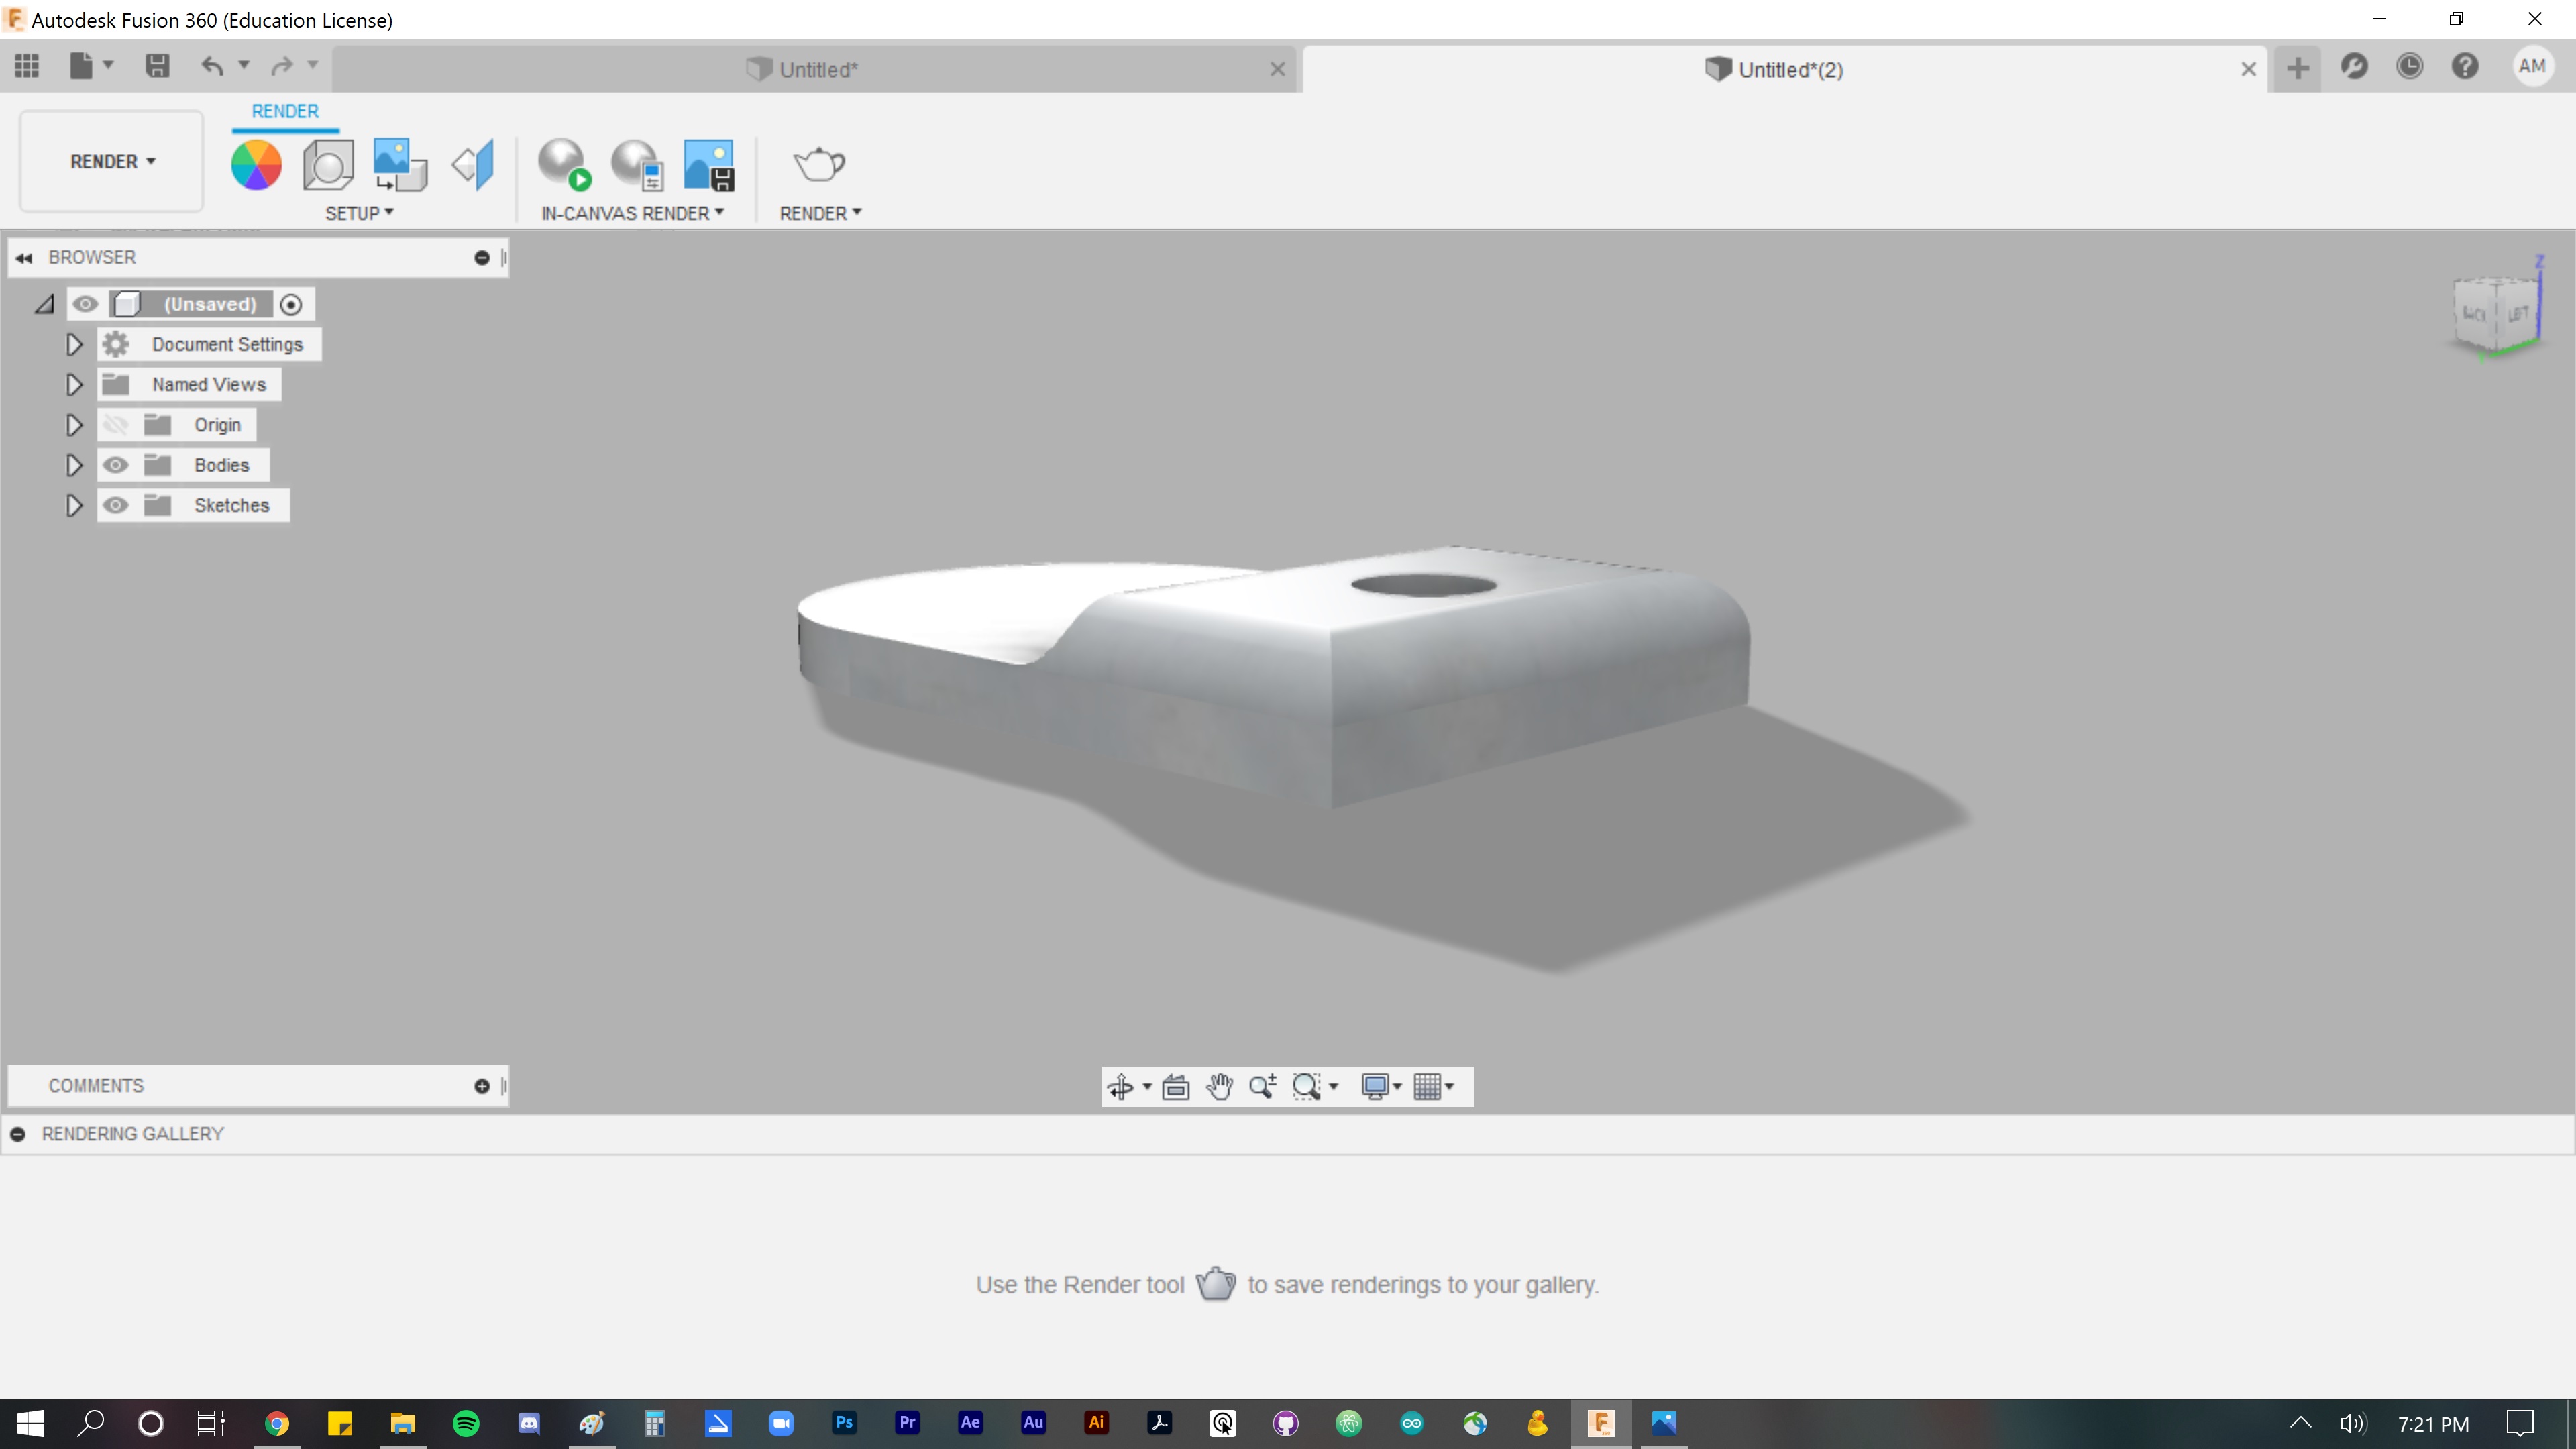 Autodesk Fusion 360 (Education License)
Untitled*
Untitled*(2)
AM
RENDER
RENDER
SETUP
IN-CANVAS RENDER
RENDER
BROWSER
(Unsaved)
Document Settings
Named Views
Origin
Bodies
Sketches
Z
BACK
LEFT
COMMENTS
RENDERING GALLERY
Use the Render tool to save renderings to your gallery.
Ps
Pr
Ae
Au
Ai
F
7:21 PM